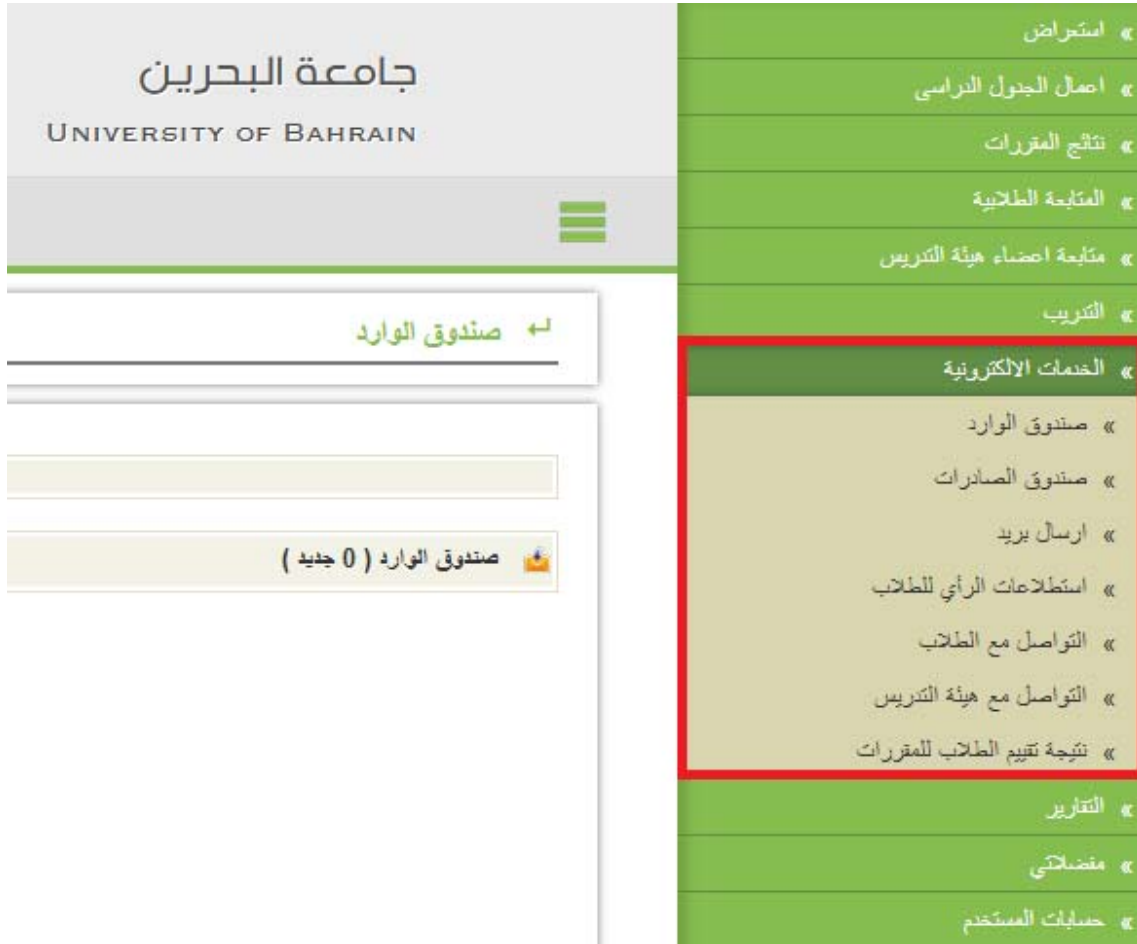 استعراض
اعمال الجدول الدراسى
نتائج المقررات
المتابعة الطلابية
متابعة اعضاء هيئة التدريس
التدريب
الخدمات الالكترونية
صندوق الوارد
صندوق الصادرات
ارسال بريد
استطلاعات الرأي للطلاب
التواصل مع الطلاب
التواصل مع هيئة التدريس
نتيجة تقييم الطلاب للمقررات
التقارير
مفضلاتي
حسابات المستخدم
جامعة البحرين
UNIVERSITY OF BAHRAIN
صندوق الوارد
صندوق الوارد ( 0 جديد )